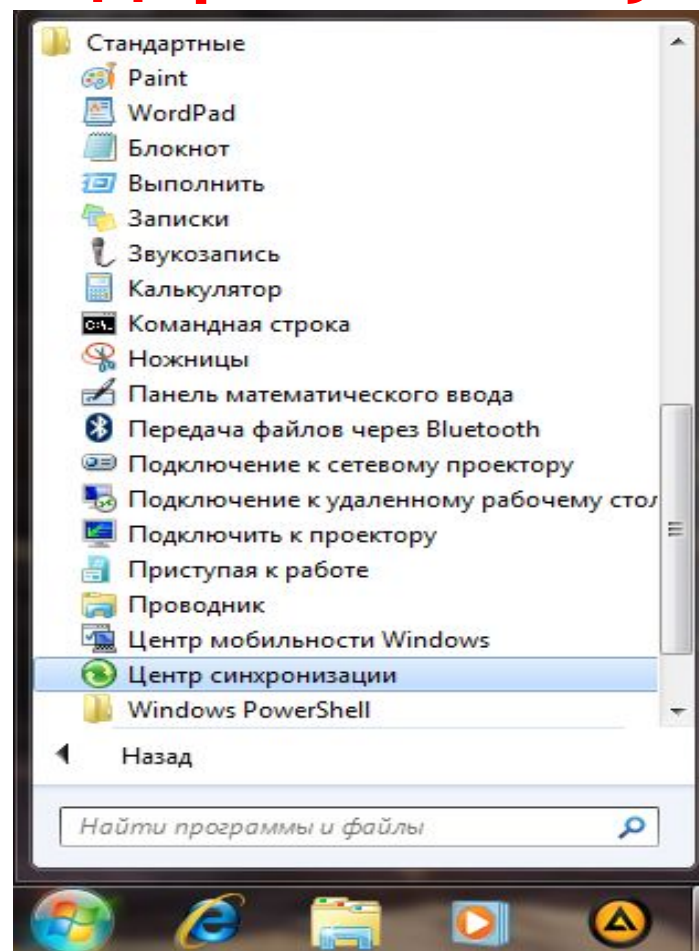 Стандартные
Paint
WordPad
Блокнот
Выполнить
Записки
Звукозапись
Калькулятор
Командная строка
Ножницы
Панель математического ввода
Передача файлов через Bluetooth
Подключение к сетевому проектору
Подключение к удаленному рабочему стол
Подключить к проектору
Приступая к работе
Проводник
Центр мобильности Windows
Центр синхронизации
Windows PowerShell
Назад
Найти программы и файлы